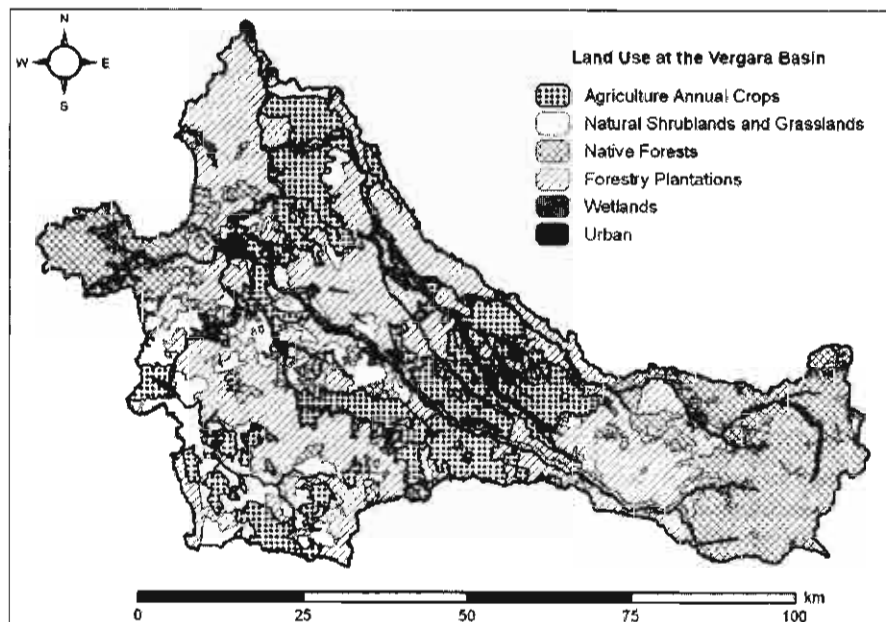 N
W E
S
Land Use at the Vergara Basin
Agriculture Annual Crops
Natural Shrublands and Grasslands
Native Forests
Forestry Plantations
Wetlands
Urban
km
0 25 50 75 100